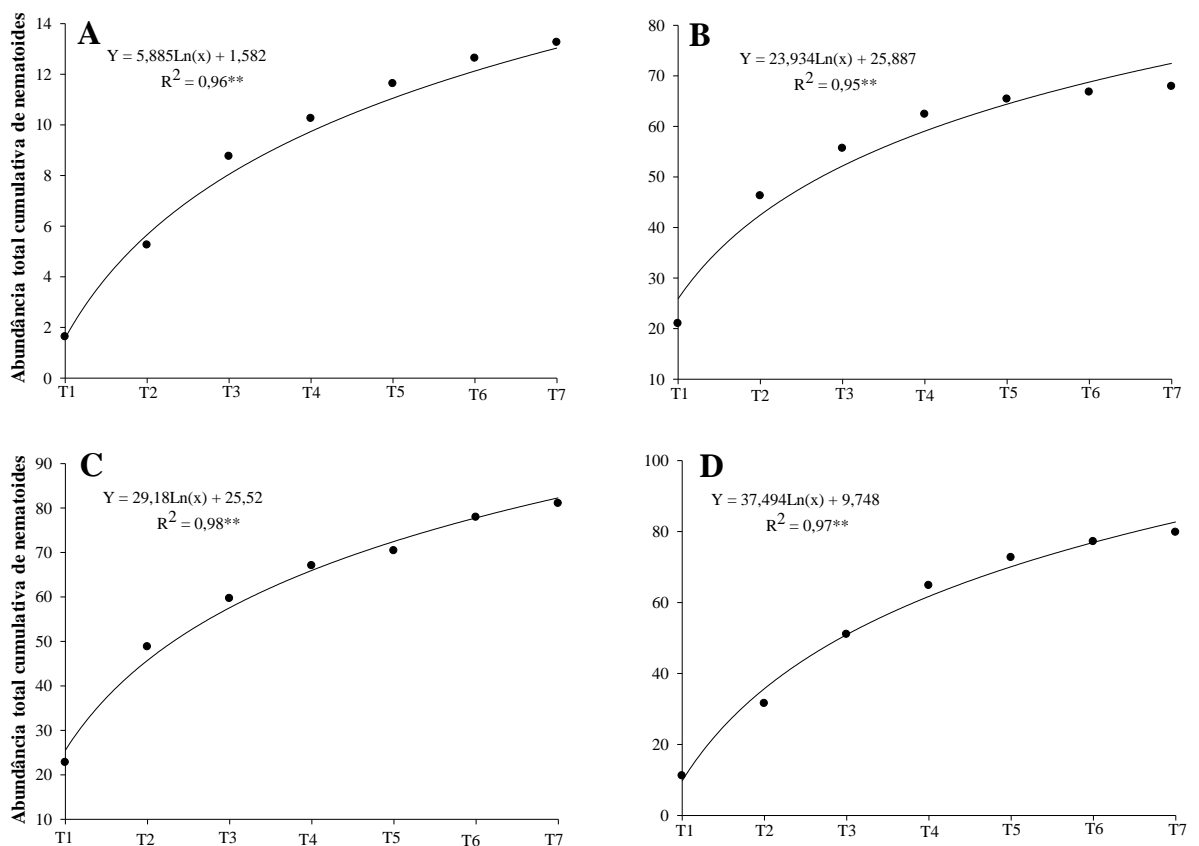 A
Y = 5,885Ln(x) + 1,582
R2 = 0,96**
Abundância total cumulativa de nematoides
14
12
10
8
6
4
2
0
T1 T2 T3 T4 T5 T6 T7
B
Y = 23,934Ln(x) + 25,887
R2 = 0,95**
80
70
60
50
40
30
20
10
T1 T2 T3 T4 T5 T6 T7
C
Y = 29,18Ln(x) + 25,52
R2 = 0,98**
Abundância total cumulativa de nematoides
90
80
70
60
50
40
30
20
10
T1 T2 T3 T4 T5 T6 T7
D
Y = 37,494Ln(x) + 9,748
R2 = 0,97**
100
80
60
40
20
0
T1 T2 T3 T4 T5 T6 T7